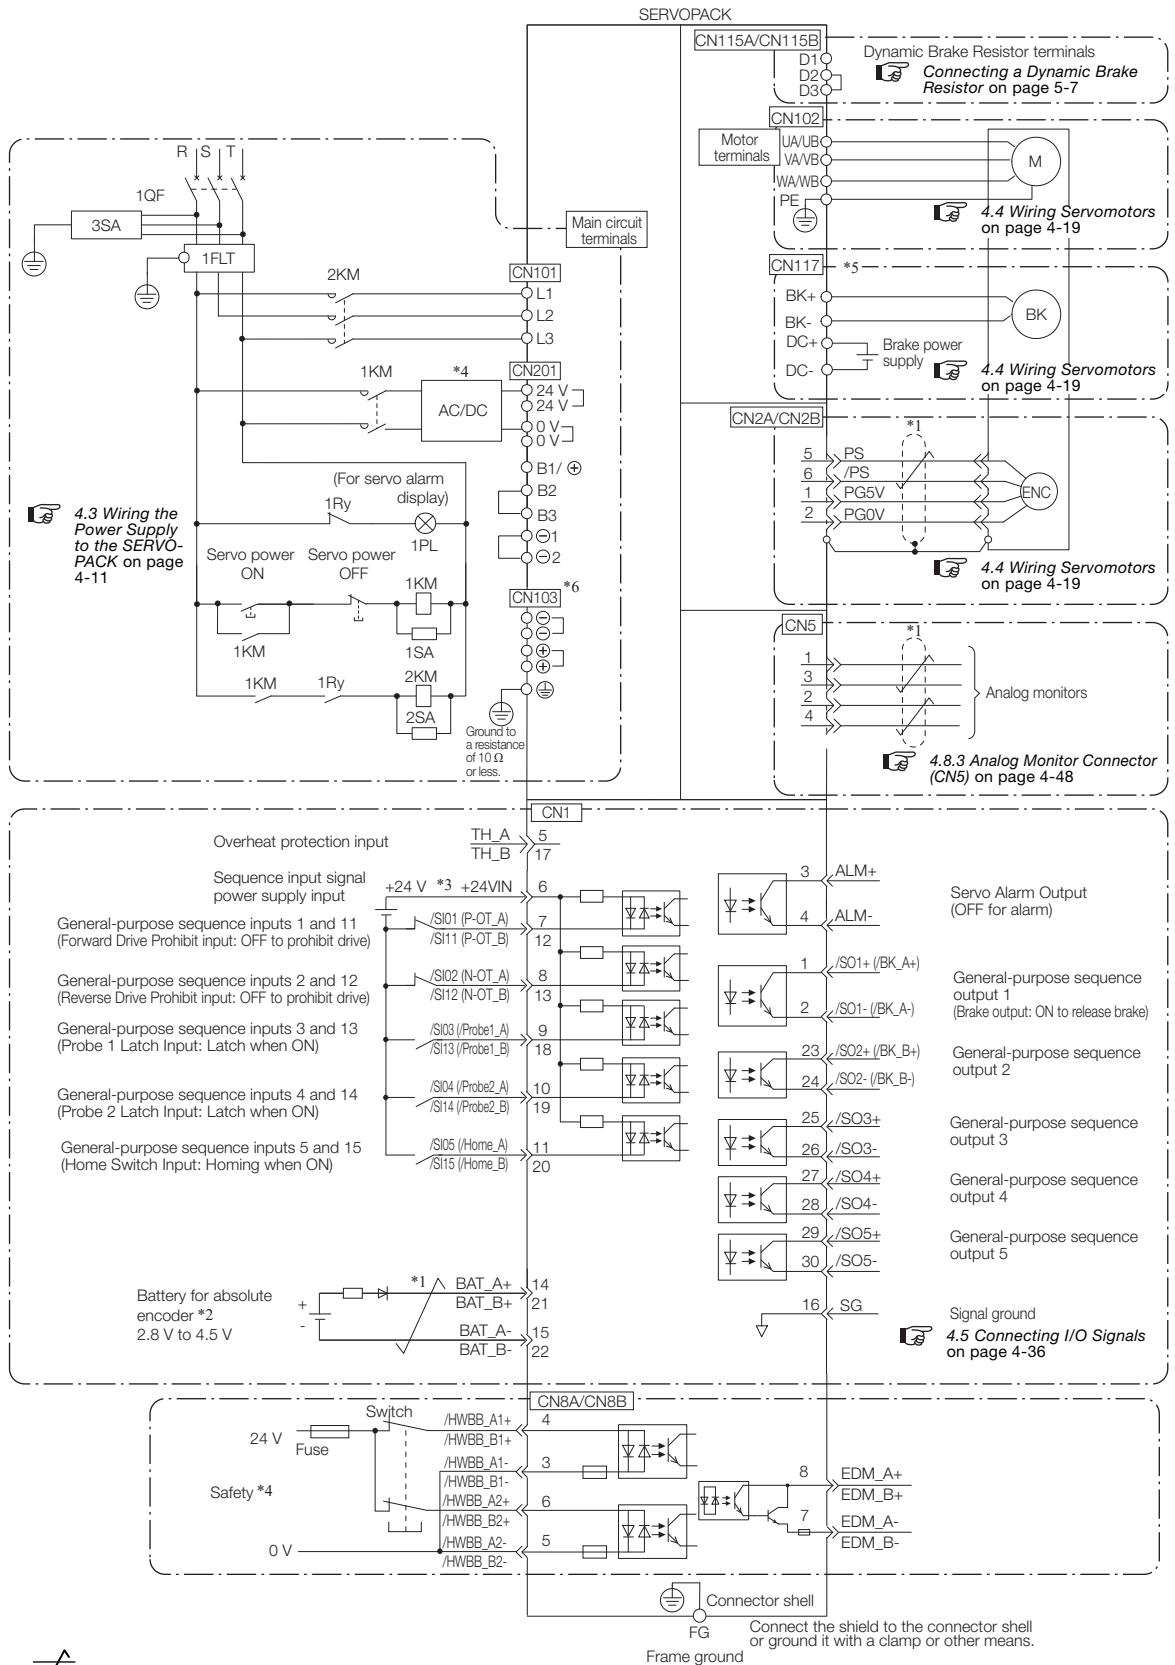 SERVOPACK
CN115A/CN115B
D1
D2
D3
Dynamic Brake Resistor terminals
Connecting a Dynamic Brake
Resistor on page 5-7
CN102
Motor
terminals
UA/UB
VA/VB
WA/WB
PE
M
4.4 Wiring Servomotors
on page 4-19
R S T
1QF
3SA
1FLT
Main circuit
terminals
2KM
CN101
L1
L2
L3
CN117
*5
BK+
BK-
DC+
DC-
BK
Brake power
supply
4.4 Wiring Servomotors
on page 4-19
1KM
*4
AC/DC
CN201
24 V
24 V
0 V
0 V
B1/ ⊕
B2
B3
⊖1
⊖2
CN2A/CN2B
*1
5 PS
6 /PS
1 PG5V
2 PG0V
ENC
4.4 Wiring Servomotors
on page 4-19
(For servo alarm
display)
1Ry
1PL
4.3 Wiring the
Power Supply
to the SERVO-
PACK on page
4-11
Servo power
ON
Servo power
OFF
1KM
1KM
1SA
1KM
1Ry
2KM
2SA
CN103
*6
⊖
⊖
⊕
⊕
Ground to
a resistance
of 10 Ω
or less.
CN5
*1
1
3
2
4
Analog monitors
4.8.3 Analog Monitor Connector
(CN5) on page 4-48
CN1
Overheat protection input
TH_A 5
TH_B 17
Sequence input signal
power supply input
+24 V *3 +24VIN 6
General-purpose sequence inputs 1 and 11
(Forward Drive Prohibit input: OFF to prohibit drive)
/SI01 (P-OT_A) 7
/SI11 (P-OT_B) 12
General-purpose sequence inputs 2 and 12
(Reverse Drive Prohibit input: OFF to prohibit drive)
/SI02 (N-OT_A) 8
/SI12 (N-OT_B) 13
General-purpose sequence inputs 3 and 13
(Probe 1 Latch Input: Latch when ON)
/SI03 (/Probe1_A) 9
/SI13 (/Probe1_B) 18
General-purpose sequence inputs 4 and 14
(Probe 2 Latch Input: Latch when ON)
/SI04 (/Probe2_A) 10
/SI14 (/Probe2_B) 19
General-purpose sequence inputs 5 and 15
(Home Switch Input: Homing when ON)
/SI05 (/Home_A) 11
/SI15 (/Home_B) 20
3 ALM+
4 ALM-
Servo Alarm Output
(OFF for alarm)
1 /SO1+ (/BK_A+)
2 /SO1- (/BK_A-)
General-purpose sequence
output 1
(Brake output: ON to release brake)
23 /SO2+ (/BK_B+)
24 /SO2- (/BK_B-)
General-purpose sequence
output 2
25 /SO3+
26 /SO3-
General-purpose sequence
output 3
27 /SO4+
28 /SO4-
General-purpose sequence
output 4
29 /SO5+
30 /SO5-
General-purpose sequence
output 5
Battery for absolute
encoder *2
2.8 V to 4.5 V
+
-
*1
BAT_A+ 14
BAT_B+ 21
BAT_A- 15
BAT_B- 22
16 SG
Signal ground
4.5 Connecting I/O Signals
on page 4-36
CN8A/CN8B
Switch
24 V
Fuse
Safety *4
0 V
/HWBB_A1+ 4
/HWBB_B1+
/HWBB_A1- 3
/HWBB_B1-
/HWBB_A2+ 6
/HWBB_B2+
/HWBB_A2- 5
/HWBB_B2-
8 EDM_A+
EDM_B+
7 EDM_A-
EDM_B-
Connector shell
FG
Frame ground
Connect the shield to the connector shell
or ground it with a clamp or other means.